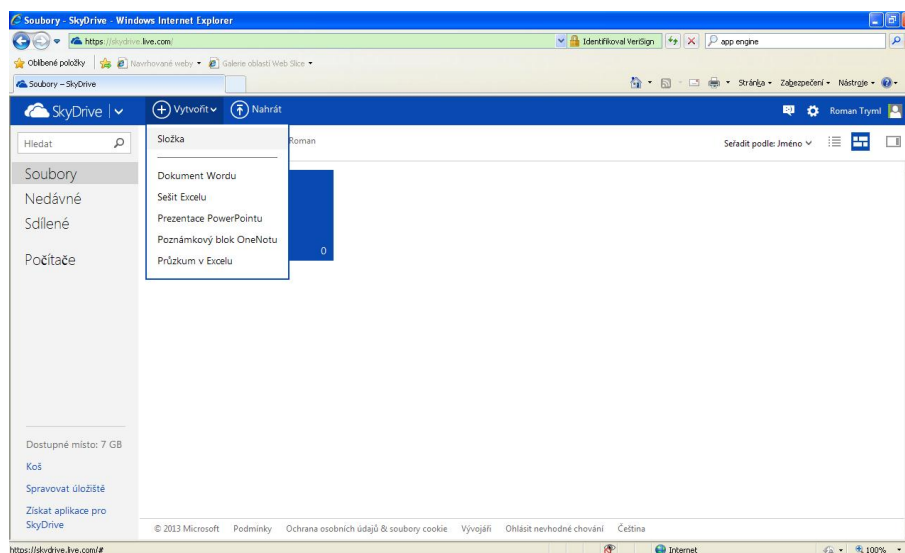 Soubory - SkyDrive - Windows Internet Explorer
https://skydrive.live.com/
Identifikoval VeriSign
app engine
Oblíbené položky
Navrhované weby
Galerie oblasti Web Slice
Soubory – SkyDrive
Stránka
Zabezpečení
Nástroje
SkyDrive
Vytvořit
Nahrát
Roman Tryml
Hledat
Složka
Roman
Seřadit podle: Jméno
Soubory
Nedávné
Sdílené
Počítače
Dokument Wordu
Sešit Excelu
Prezentace PowerPointu
Poznámkový blok OneNotu
Průzkum v Excelu
0
Dostupné místo: 7 GB
Koš
Spravovat úložiště
Získat aplikace pro
SkyDrive
© 2013 Microsoft Podmínky Ochrana osobních údajů & soubory cookie Vývojáři Ohlásit nevhodné chování Čeština
https://skydrive.live.com/#
Internet
100%